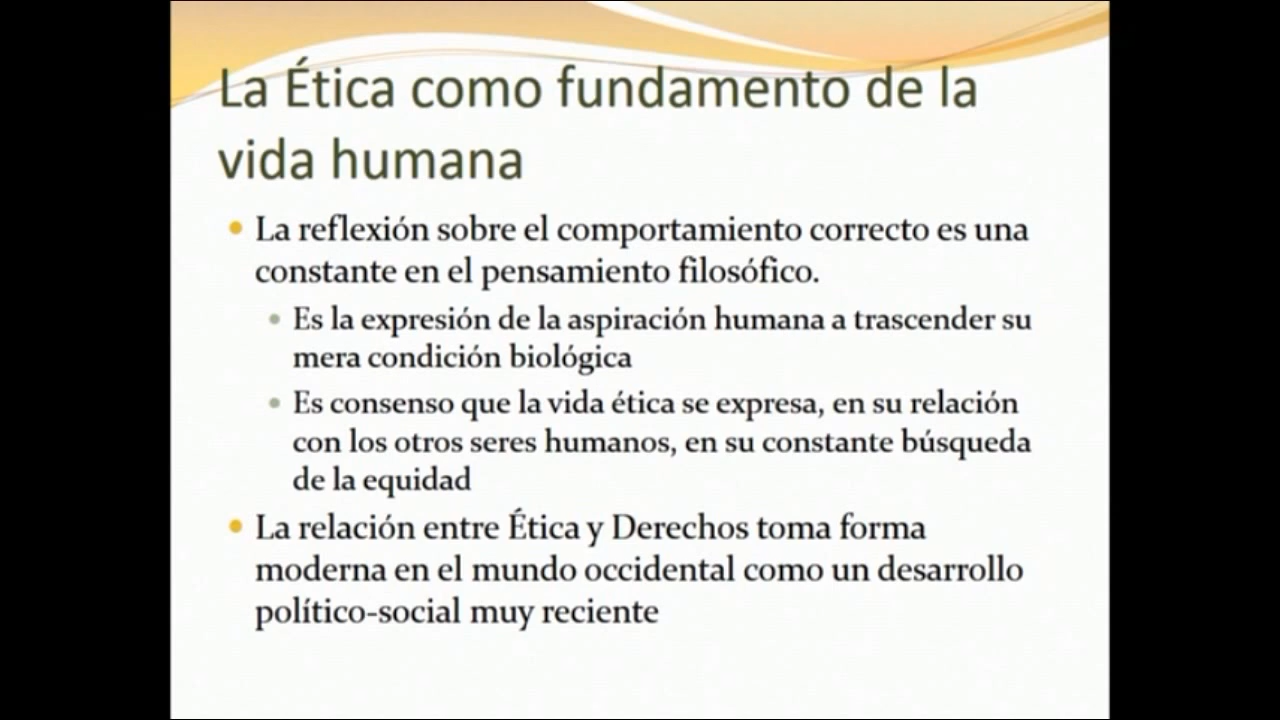 La Ética como fundamento de la
vida humana
La reflexión sobre el comportamiento correcto es una
constante en el pensamiento filosófico.
Es la expresión de la aspiración humana a trascender su
mera condición biológica
Es consenso que la vida ética se expresa, en su relación
con los otros seres humanos, en su constante búsqueda
de la equidad
La relación entre Ética y Derechos toma forma
moderna en el mundo occidental como un desarrollo
político-social muy reciente